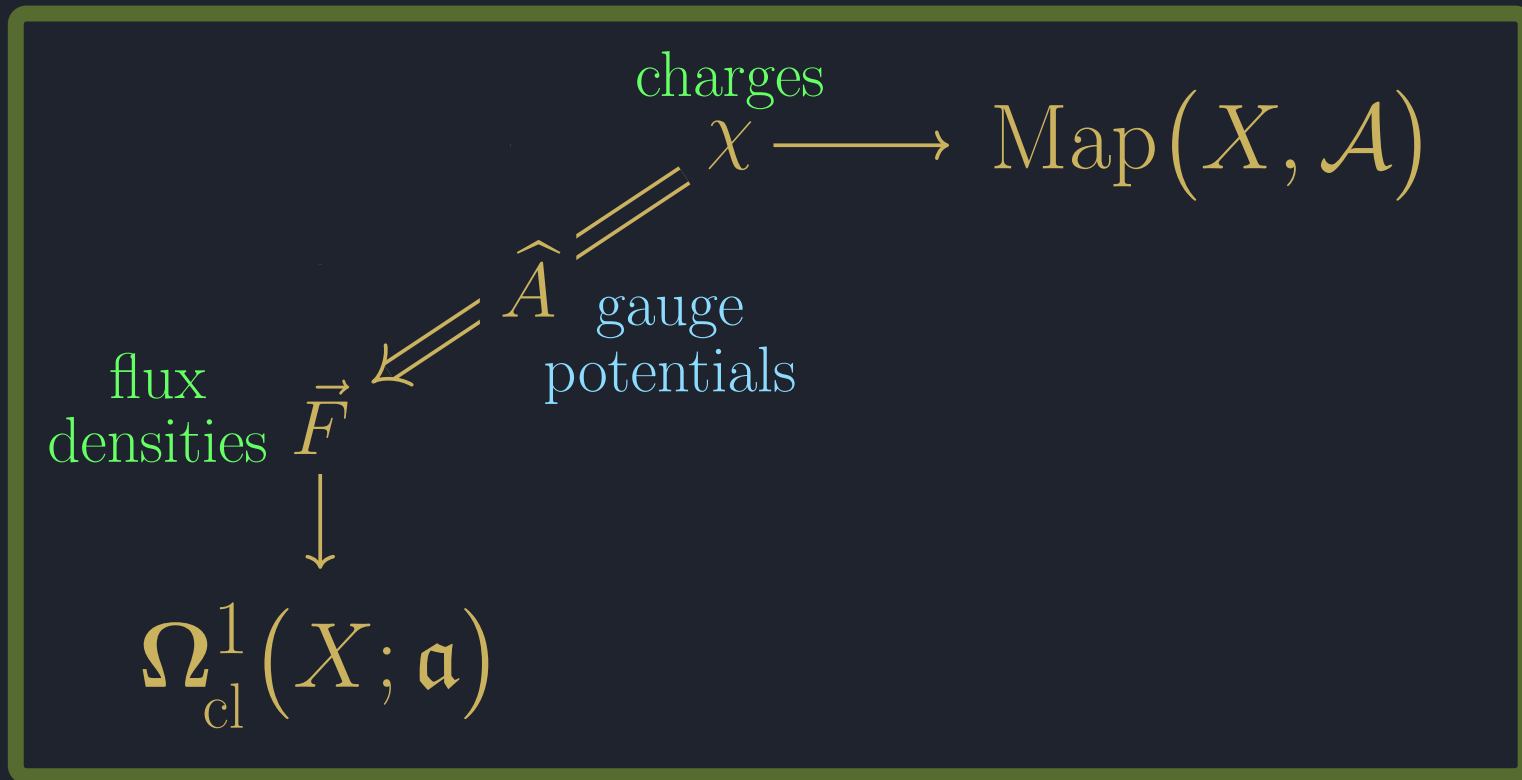 charges
χ ⟶ Map(X, 𝒜)
Â
gauge
potentials
flux
densities
F⃗
Ω¹_cl(X; 𝔞)